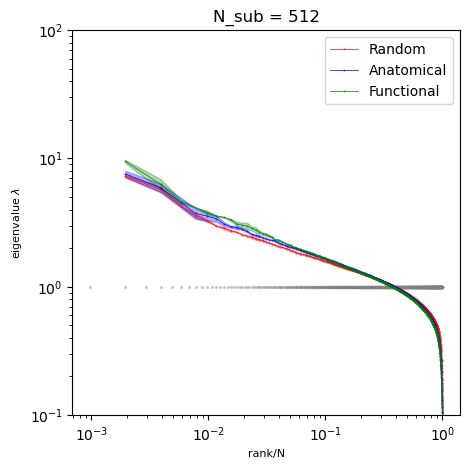 N_sub = 512
Random
Anatomical
Functional
eigenvalue λ
10²
10¹
10⁰
10⁻¹
10⁻³
10⁻²
10⁻¹
10⁰
rank/N